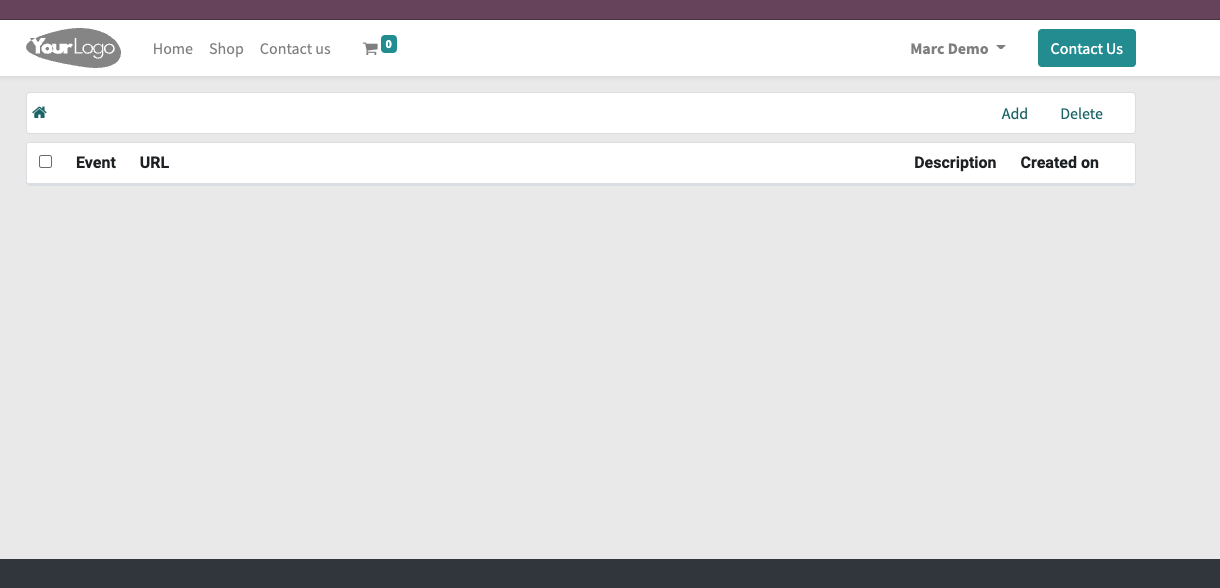 YourLogo Home Shop Contact us 0 Marc Demo Contact Us
Add Delete
Event URL Description Created on